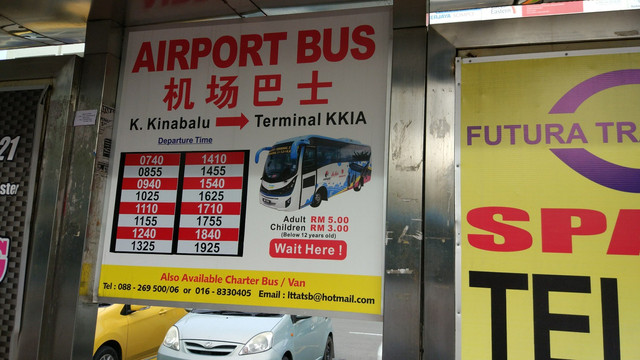 AIRPORT BUS
机场巴士
K. Kinabalu Terminal KKIA
Departure Time
0740 1410
0855 1455
0940 1540
1025 1625
1110 1710
1155 1755
1240 1840
1325 1925
Adult RM 5.00
Children RM 3.00
(Below 12 years old)
Wait Here !
Also Available Charter Bus / Van
Tel : 088 - 269 500/06 or 016 - 8330405 Email : lttatsb@hotmail.com
21
FUTURA TRA
SPA
TEL